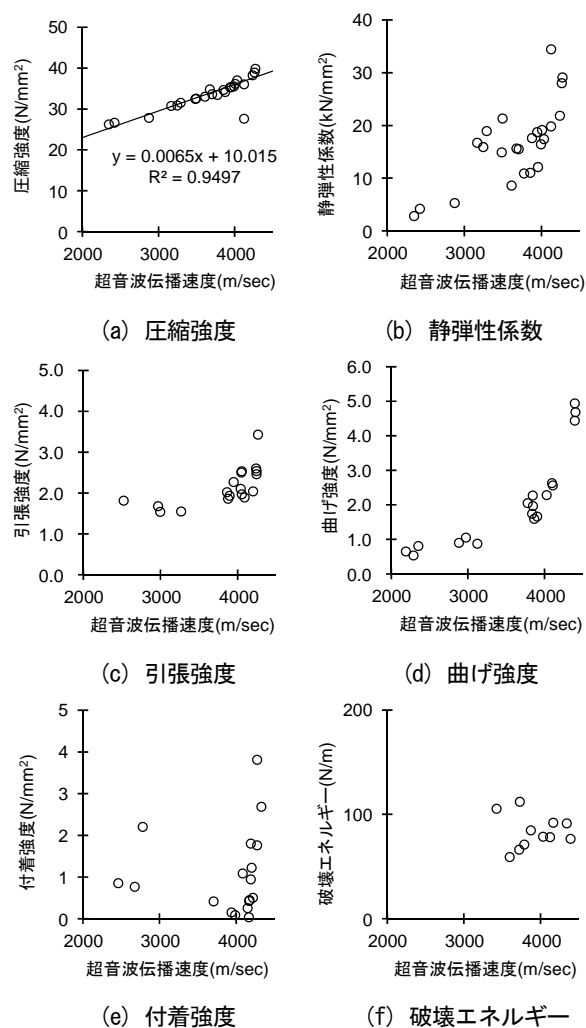 50
40
30
20
10
0
2000 3000 4000
圧縮強度(N/mm²)
y = 0.0065x + 10.015
R² = 0.9497
超音波伝播速度(m/sec)
(a) 圧縮強度
40
30
20
10
0
2000 3000 4000
静弾性係数(kN/mm²)
超音波伝播速度(m/sec)
(b) 静弾性係数
5.0
4.0
3.0
2.0
1.0
0.0
2000 3000 4000
引張強度(N/mm²)
超音波伝播速度(m/sec)
(c) 引張強度
6.0
5.0
4.0
3.0
2.0
1.0
0.0
2000 3000 4000
曲げ強度(N/mm²)
超音波伝播速度(m/sec)
(d) 曲げ強度
5
4
3
2
1
0
2000 3000 4000
付着強度(N/mm²)
超音波伝播速度(m/sec)
(e) 付着強度
200
100
0
2000 3000 4000
破壊エネルギー(N/m)
超音波伝播速度(m/sec)
(f) 破壊エネルギー